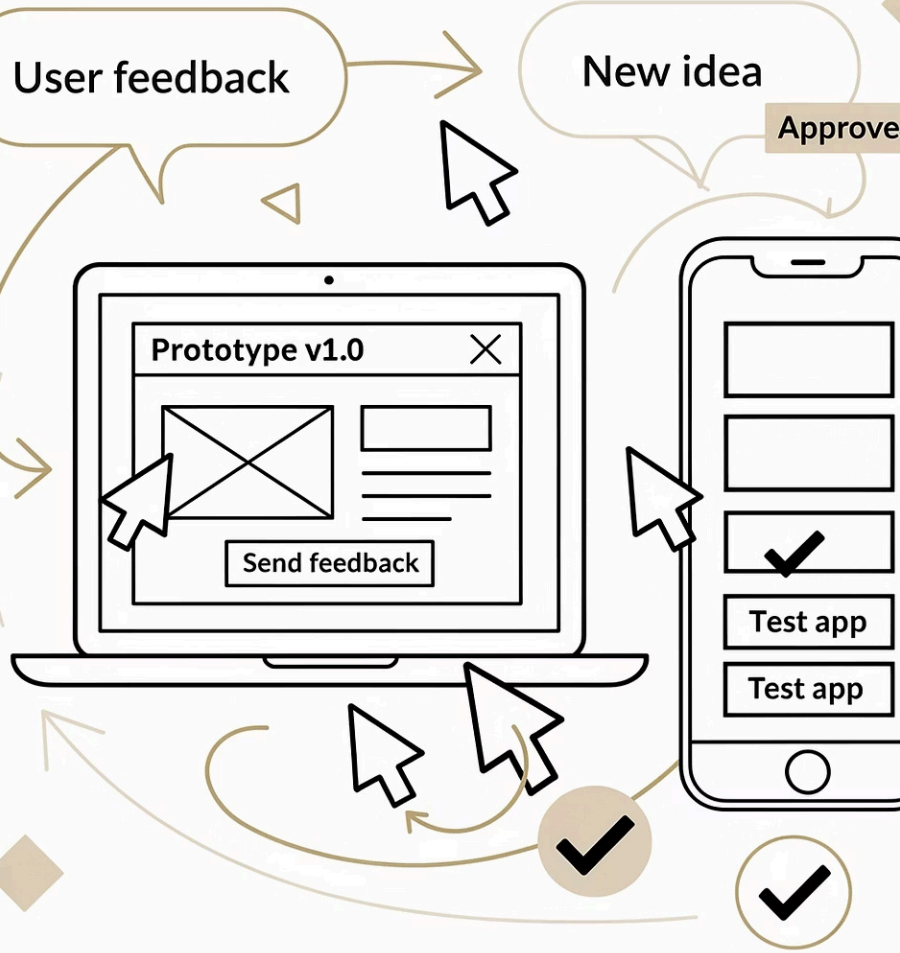 User feedback
New idea
Approve
Prototype v1.0
Send feedback
Test app
Test app